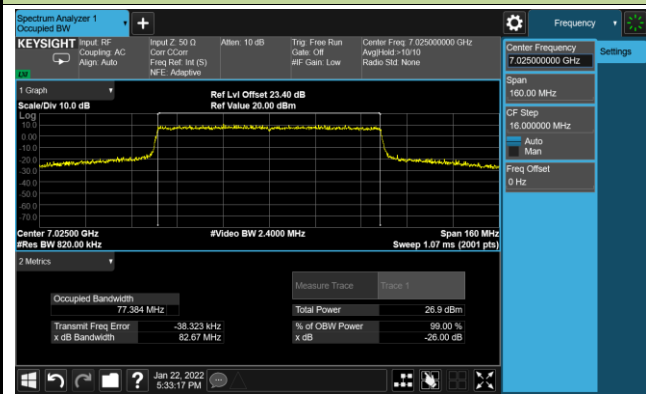 Spectrum Analyzer 1
Occupied BW
Frequency
KEYSIGHT
Input: RF
Coupling: AC
Align: Auto
Input Z: 50 Ω
Corr CCorr
Freq Ref: Int (S)
NFE: Adaptive
Atten: 10 dB
Trig: Free Run
Gate: Off
#IF Gain: Low
Center Freq: 7.025000000 GHz
Avg|Hold:>10/10
Radio Std: None
Center Frequency
7.025000000 GHz
Settings
Span
160.00 MHz
CF Step
16.000000 MHz
Auto
Man
Freq Offset
0 Hz
1 Graph
Scale/Div 10.0 dB
Ref Lvl Offset 23.40 dB
Ref Value 20.00 dBm
Log
10.0
0.00
-10.0
-20.0
-30.0
-40.0
-50.0
-60.0
-70.0
Center 7.02500 GHz
#Res BW 820.00 kHz
#Video BW 2.4000 MHz
Span 160 MHz
Sweep 1.07 ms (2001 pts)
2 Metrics
Measure Trace
Trace 1
Occupied Bandwidth
77.384 MHz
Total Power
26.9 dBm
Transmit Freq Error
-38.323 kHz
% of OBW Power
99.00 %
x dB Bandwidth
82.67 MHz
x dB
-26.00 dB
Jan 22, 2022
5:33:17 PM